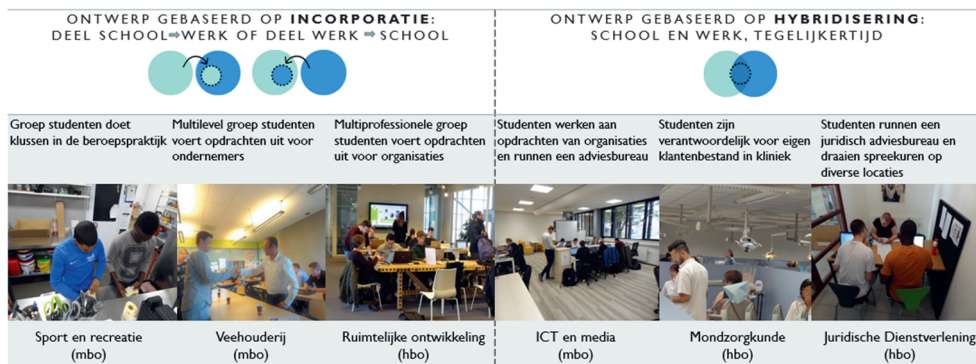 ONTWERP GEBASEERD OP INCORPORATIE:
DEEL SCHOOL➡WERK OF DEEL WERK ➡ SCHOOL
ONTWERP GEBASEERD OP HYBRIDISERING:
SCHOOL EN WERK, TEGELIJKERTIJD
Groep studenten doet
klussen in de beroepspraktijk
Multilevel groep studenten
voert opdrachten uit voor
ondernemers
Multiprofessionele groep
studenten voert opdrachten
uit voor organisaties
Studenten werken aan
opdrachten van organisaties
en runnen een adviesbureau
Studenten zijn
verantwoordelijk voor eigen
klantenbestand in kliniek
Studenten runnen een
juridisch adviesbureau en
draaien spreekuren op
diverse locaties
Sport en recreatie
(mbo)
Veehouderij
(mbo)
Ruimtelijke ontwikkeling
(hbo)
ICT en media
(mbo)
Mondzorgkunde
(hbo)
Juridische Dienstverlening
(hbo)